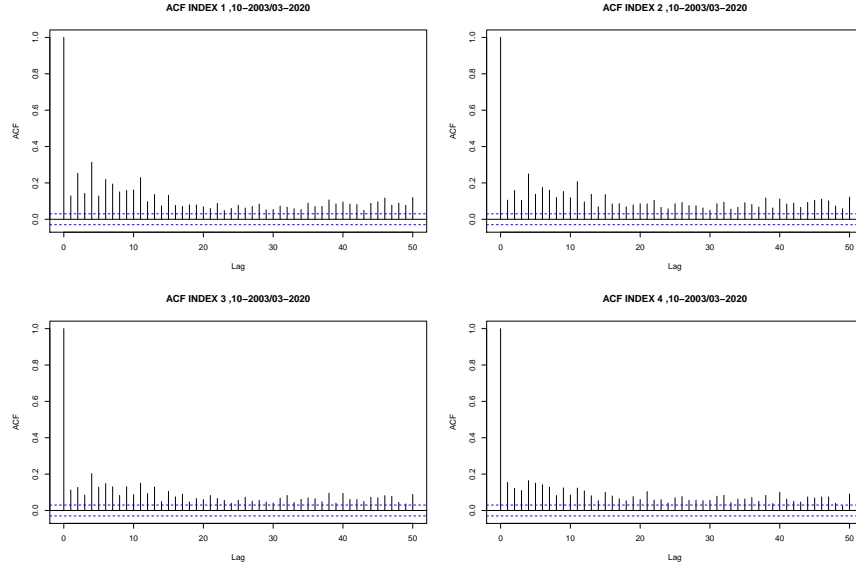 ACF INDEX 1 ,10−2003/03−2020
ACF
0.0 0.2 0.4 0.6 0.8 1.0
0 10 20 30 40 50
Lag
ACF INDEX 2 ,10−2003/03−2020
ACF
0.0 0.2 0.4 0.6 0.8 1.0
0 10 20 30 40 50
Lag
ACF INDEX 3 ,10−2003/03−2020
ACF
0.0 0.2 0.4 0.6 0.8 1.0
0 10 20 30 40 50
Lag
ACF INDEX 4 ,10−2003/03−2020
ACF
0.0 0.2 0.4 0.6 0.8 1.0
0 10 20 30 40 50
Lag